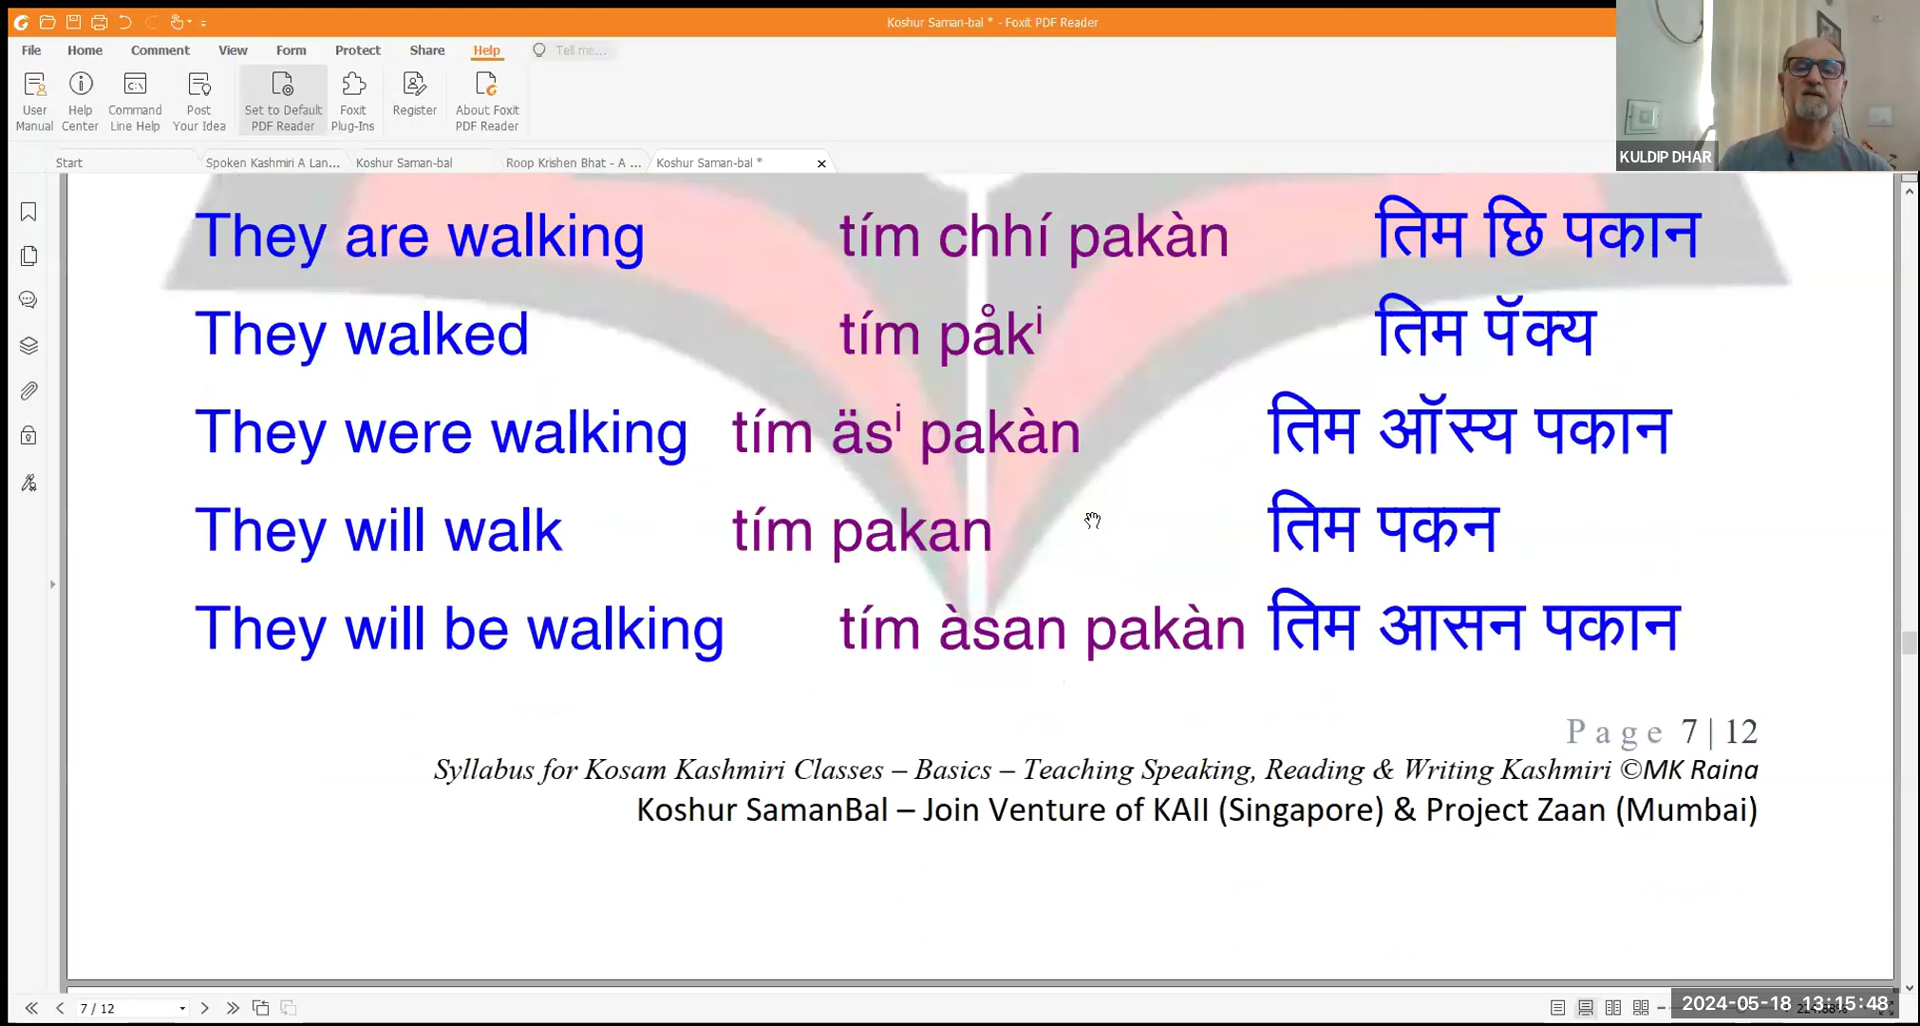 Koshur Saman-bal * - Foxit PDF Reader
File Home Comment View Form Protect Share Help Tell me...
User Manual
Help Center
Command Line Help
Post Your Idea
Set to Default PDF Reader
Foxit Plug-Ins
Register
About Foxit PDF Reader
KULDIP DHAR
Start Spoken Kashmiri A Lan... Koshur Saman-bal Roop Krishen Bhat - A ... Koshur Saman-bal *
They are walking tím chhí pakàn तिम छि पकान
They walked tím påkⁱ तिम पॅक्य
They were walking tím äsⁱ pakàn तिम ऑस्य पकान
They will walk tím pakan तिम पकन
They will be walking tím àsan pakàn तिम आसन पकान
Page 7 | 12
Syllabus for Kosam Kashmiri Classes – Basics – Teaching Speaking, Reading & Writing Kashmiri ©MK Raina
Koshur SamanBal – Join Venture of KAII (Singapore) & Project Zaan (Mumbai)
7 / 12
2024-05-18 13:15:48